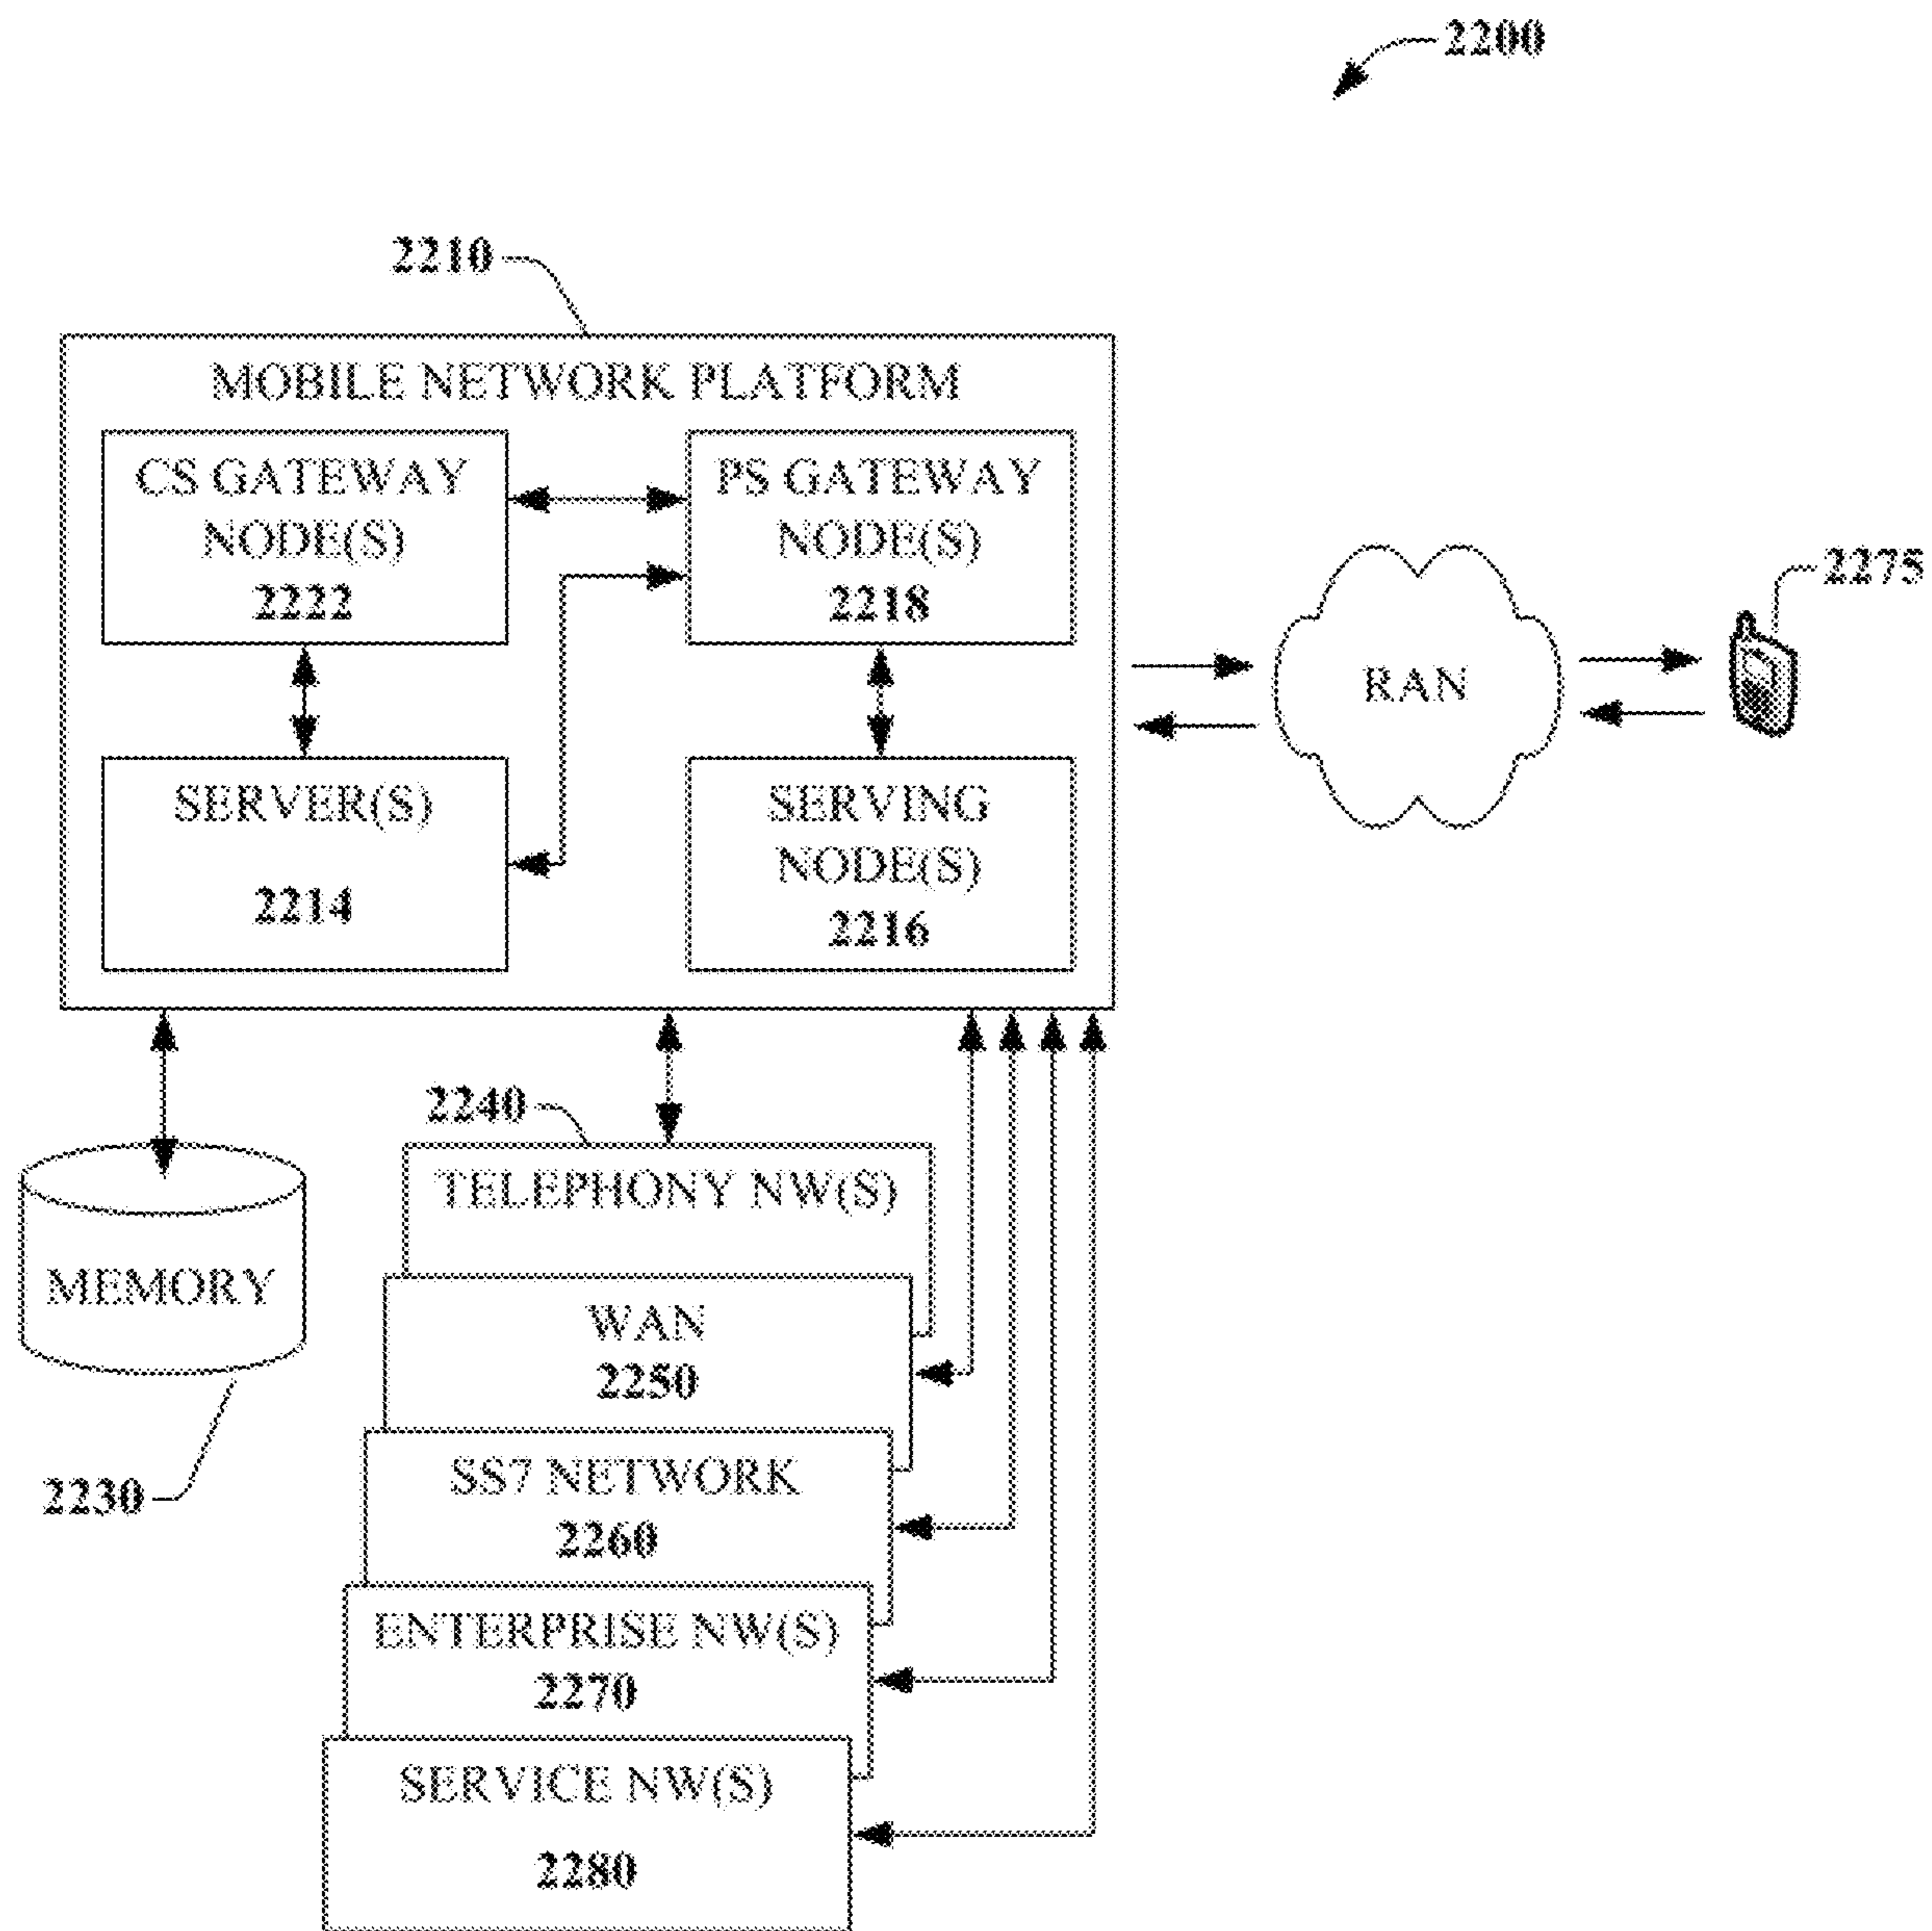 2200
2210
MOBILE NETWORK PLATFORM
CS GATEWAY
NODE(S)
2222
PS GATEWAY
NODE(S)
2218
SERVER(S)
2214
SERVING
NODE(S)
2216
RAN
2275
2240
TELEPHONY NW(S)
MEMORY
2230
WAN
2250
SS7 NETWORK
2260
ENTERPRISE NW(S)
2270
SERVICE NW(S)
2280